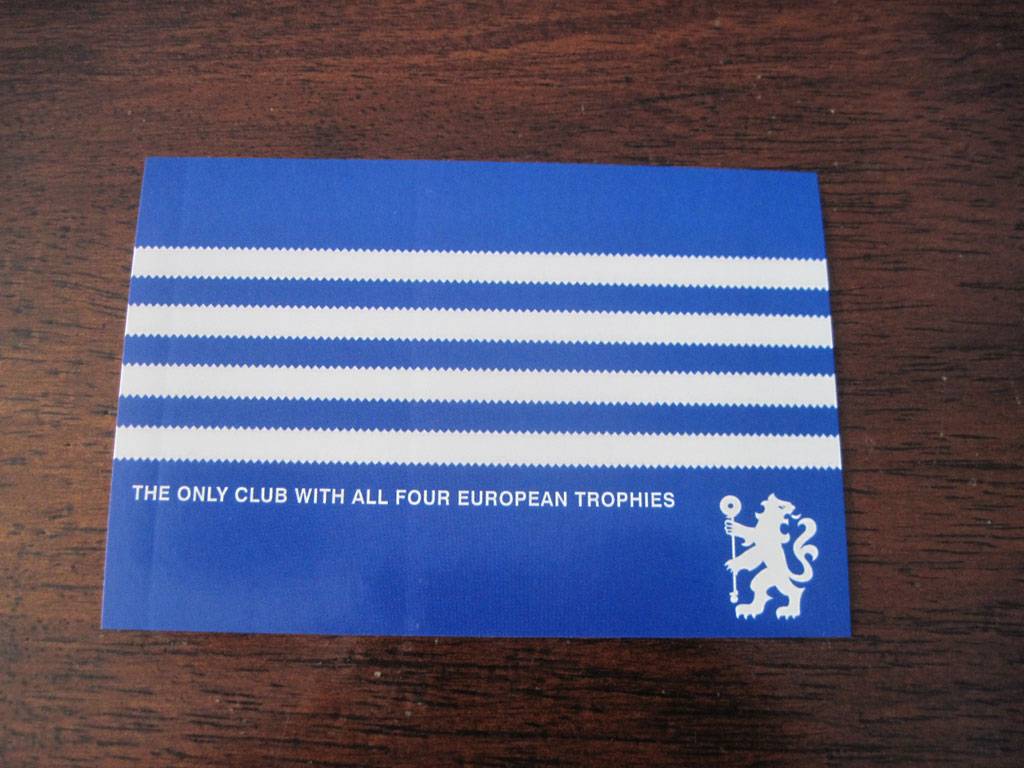 THE ONLY CLUB WITH ALL FOUR EUROPEAN TROPHIES